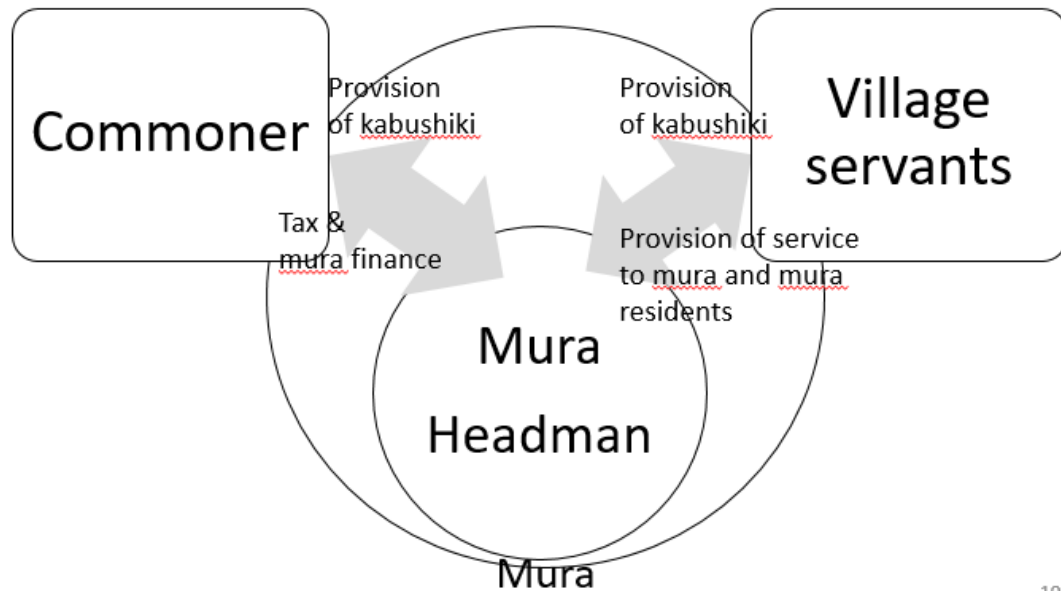 Commoner
Provision
of kabushiki
Provision
of kabushiki
Village
servants
Tax &
mura finance
Provision of service
to mura and mura
residents
Mura
Headman
Mura